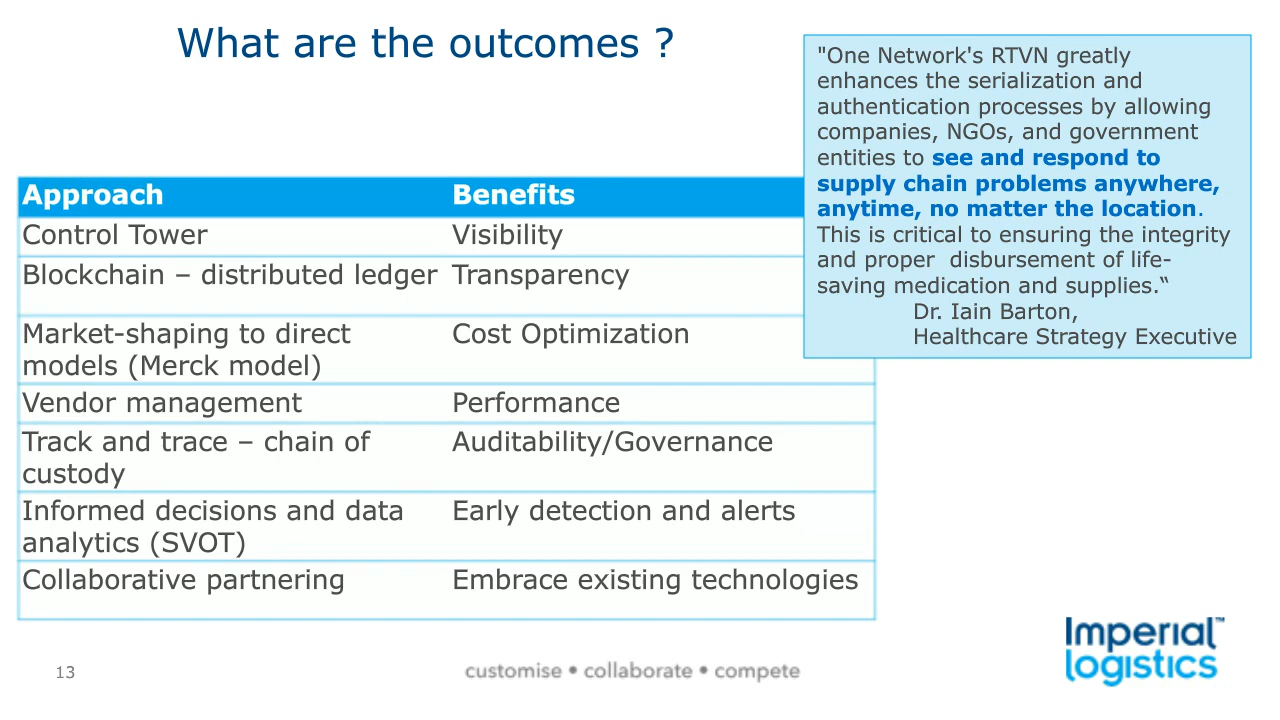 What are the outcomes ?
"One Network's RTVN greatly
enhances the serialization and
authentication processes by allowing
companies, NGOs, and government
entities to see and respond to
supply chain problems anywhere,
anytime, no matter the location.
This is critical to ensuring the integrity
and proper  disbursement of life-
saving medication and supplies.“
Dr. Iain Barton,
Healthcare Strategy Executive
Approach Benefits
Control Tower Visibility
Blockchain – distributed ledger Transparency
Market-shaping to direct Cost Optimization
models (Merck model)
Vendor management Performance
Track and trace – chain of Auditability/Governance
custody
Informed decisions and data Early detection and alerts
analytics (SVOT)
Collaborative partnering Embrace existing technologies
13
customise • collaborate • compete
Imperial™
logistics